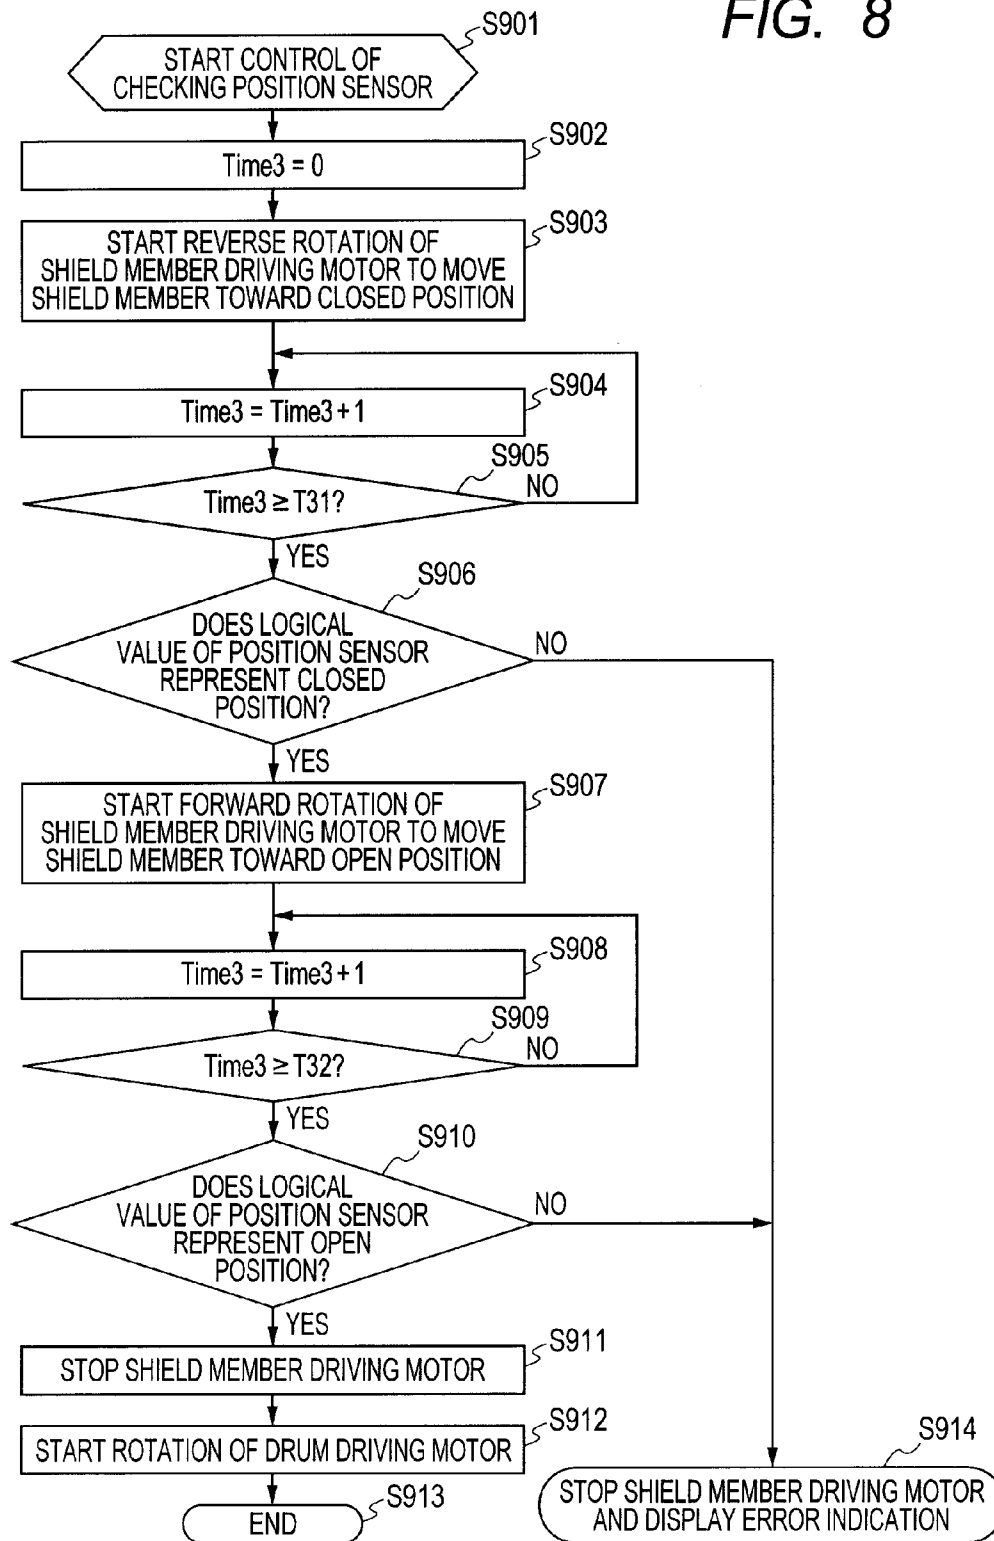 FIG. 8
S901
START CONTROL OF
CHECKING POSITION SENSOR
S902
Time3 = 0
S903
START REVERSE ROTATION OF
SHIELD MEMBER DRIVING MOTOR TO MOVE
SHIELD MEMBER TOWARD CLOSED POSITION
S904
Time3 = Time3+1
S905
Time3 ≥ T31?
NO
YES
S906
DOES LOGICAL
VALUE OF POSITION SENSOR
REPRESENT CLOSED
POSITION?
NO
YES
S907
START FORWARD ROTATION OF
SHIELD MEMBER DRIVING MOTOR TO MOVE
SHIELD MEMBER TOWARD OPEN POSITION
S908
Time3 = Time3+1
S909
Time3 ≥ T32?
NO
YES
S910
DOES LOGICAL
VALUE OF POSITION SENSOR
REPRESENT OPEN
POSITION?
NO
YES
S911
STOP SHIELD MEMBER DRIVING MOTOR
S912
START ROTATION OF DRUM DRIVING MOTOR
S913
END
S914
STOP SHIELD MEMBER DRIVING MOTOR
AND DISPLAY ERROR INDICATION